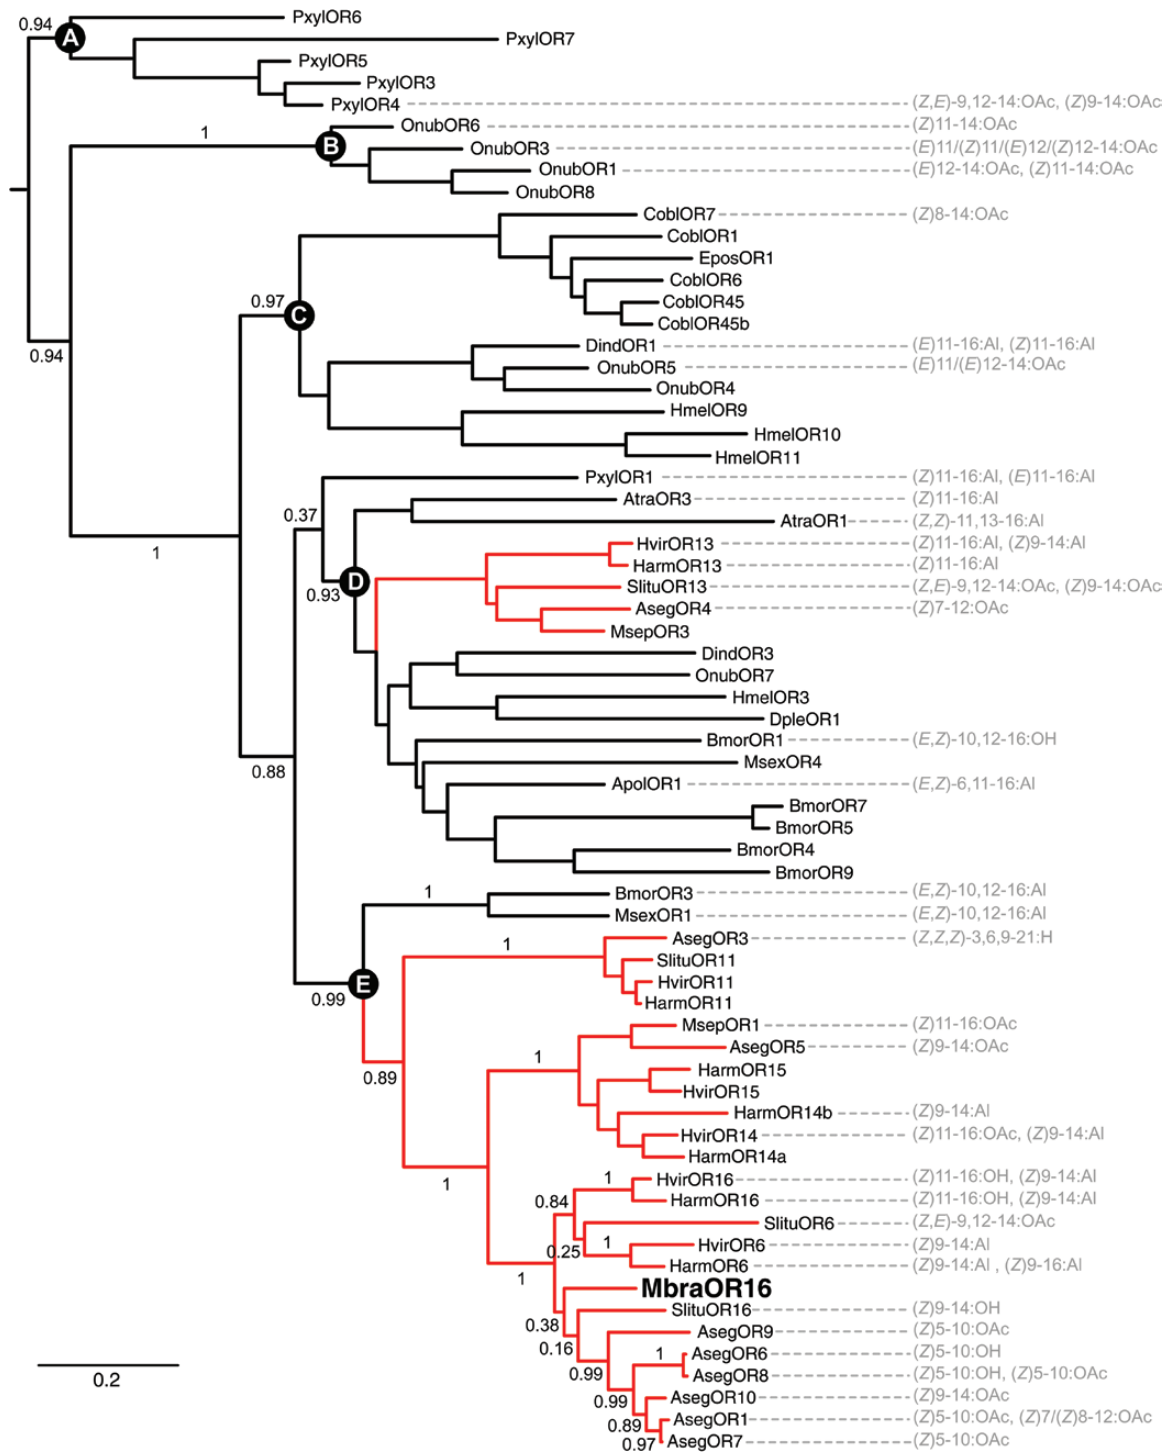 0.94
A
PxylOR6
PxylOR7
PxylOR5
PxylOR3
PxylOR4 (Z,E)-9,12-14:OAc, (Z)9-14:OAc
1
B
OnubOR6 (Z)11-14:OAc
OnubOR3 (E)11/(Z)11/(E)12/(Z)12-14:OAc
OnubOR1 (E)12-14:OAc, (Z)11-14:OAc
OnubOR8
CoblOR7 (Z)8-14:OAc
CoblOR1
EposOR1
CoblOR6
0.97
C
CoblOR45
CoblOR45b
0.94
DindOR1 (E)11-16:Al, (Z)11-16:Al
OnubOR5 (E)11/(E)12-14:OAc
OnubOR4
HmelOR9
HmelOR10
HmelOR11
PxylOR1 (Z)11-16:Al, (E)11-16:Al
AtraOR3 (Z)11-16:Al
0.37
AtraOR1 (Z,Z)-11,13-16:Al
1
HvirOR13 (Z)11-16:Al, (Z)9-14:Al
HarmOR13 (Z)11-16:Al
0.93
D
SlituOR13 (Z,E)-9,12-14:OAc, (Z)9-14:OAc
AsegOR4 (Z)7-12:OAc
MsepOR3
DindOR3
OnubOR7
HmelOR3
DpleOR1
BmorOR1 (E,Z)-10,12-16:OH
0.88
MsexOR4
ApolOR1 (E,Z)-6,11-16:Al
BmorOR7
BmorOR5
BmorOR4
BmorOR9
1
BmorOR3 (E,Z)-10,12-16:Al
MsexOR1 (E,Z)-10,12-16:Al
1
AsegOR3 (Z,Z,Z)-3,6,9-21:H
SlituOR11
0.99
E
HvirOR11
HarmOR11
MsepOR1 (Z)11-16:OAc
1
AsegOR5 (Z)9-14:OAc
0.89
HarmOR15
HvirOR15
HarmOR14b (Z)9-14:Al
HvirOR14 (Z)11-16:OAc, (Z)9-14:Al
HarmOR14a
1
1
HvirOR16 (Z)11-16:OH, (Z)9-14:Al
0.84
HarmOR16 (Z)11-16:OH, (Z)9-14:Al
SlituOR6 (Z,E)-9,12-14:OAc
0.25
1
HvirOR6 (Z)9-14:Al
HarmOR6 (Z)9-14:Al , (Z)9-16:Al
1
MbraOR16
SlituOR16 (Z)9-14:OH
0.38
AsegOR9 (Z)5-10:OAc
0.16
1
AsegOR6 (Z)5-10:OH
0.99
AsegOR8 (Z)5-10:OH, (Z)5-10:OAc
0.99
AsegOR10 (Z)9-14:OAc
0.89
AsegOR1 (Z)5-10:OAc, (Z)7/(Z)8-12:OAc
0.97
AsegOR7 (Z)5-10:OAc
0.2